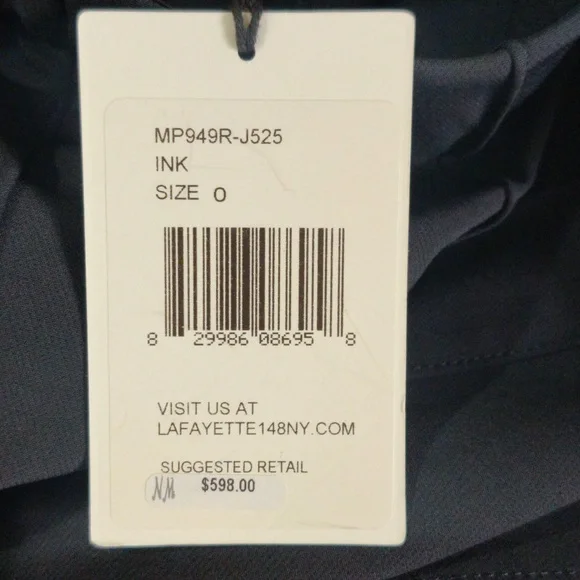 MP949R-J525
INK
SIZE 0
8 29986 08695 8
VISIT US AT
LAFAYETTE148NY.COM
SUGGESTED RETAIL
NM $598.00